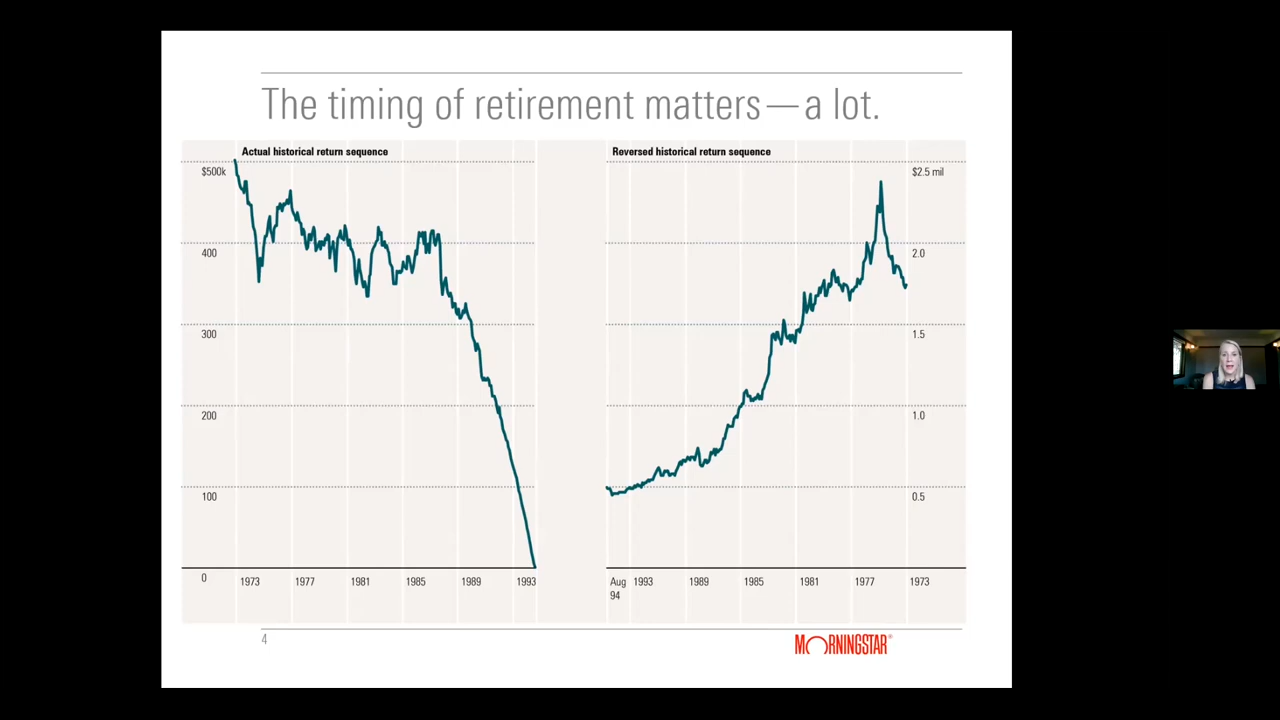 The timing of retirement matters—a lot.
Actual historical return sequence
$500k
400
300
200
100
0
1973 1977 1981 1985 1989 1993
Reversed historical return sequence
$2.5 mil
2.0
1.5
1.0
0.5
Aug 94 1993 1989 1985 1981 1977 1973
4
MORNINGSTAR®